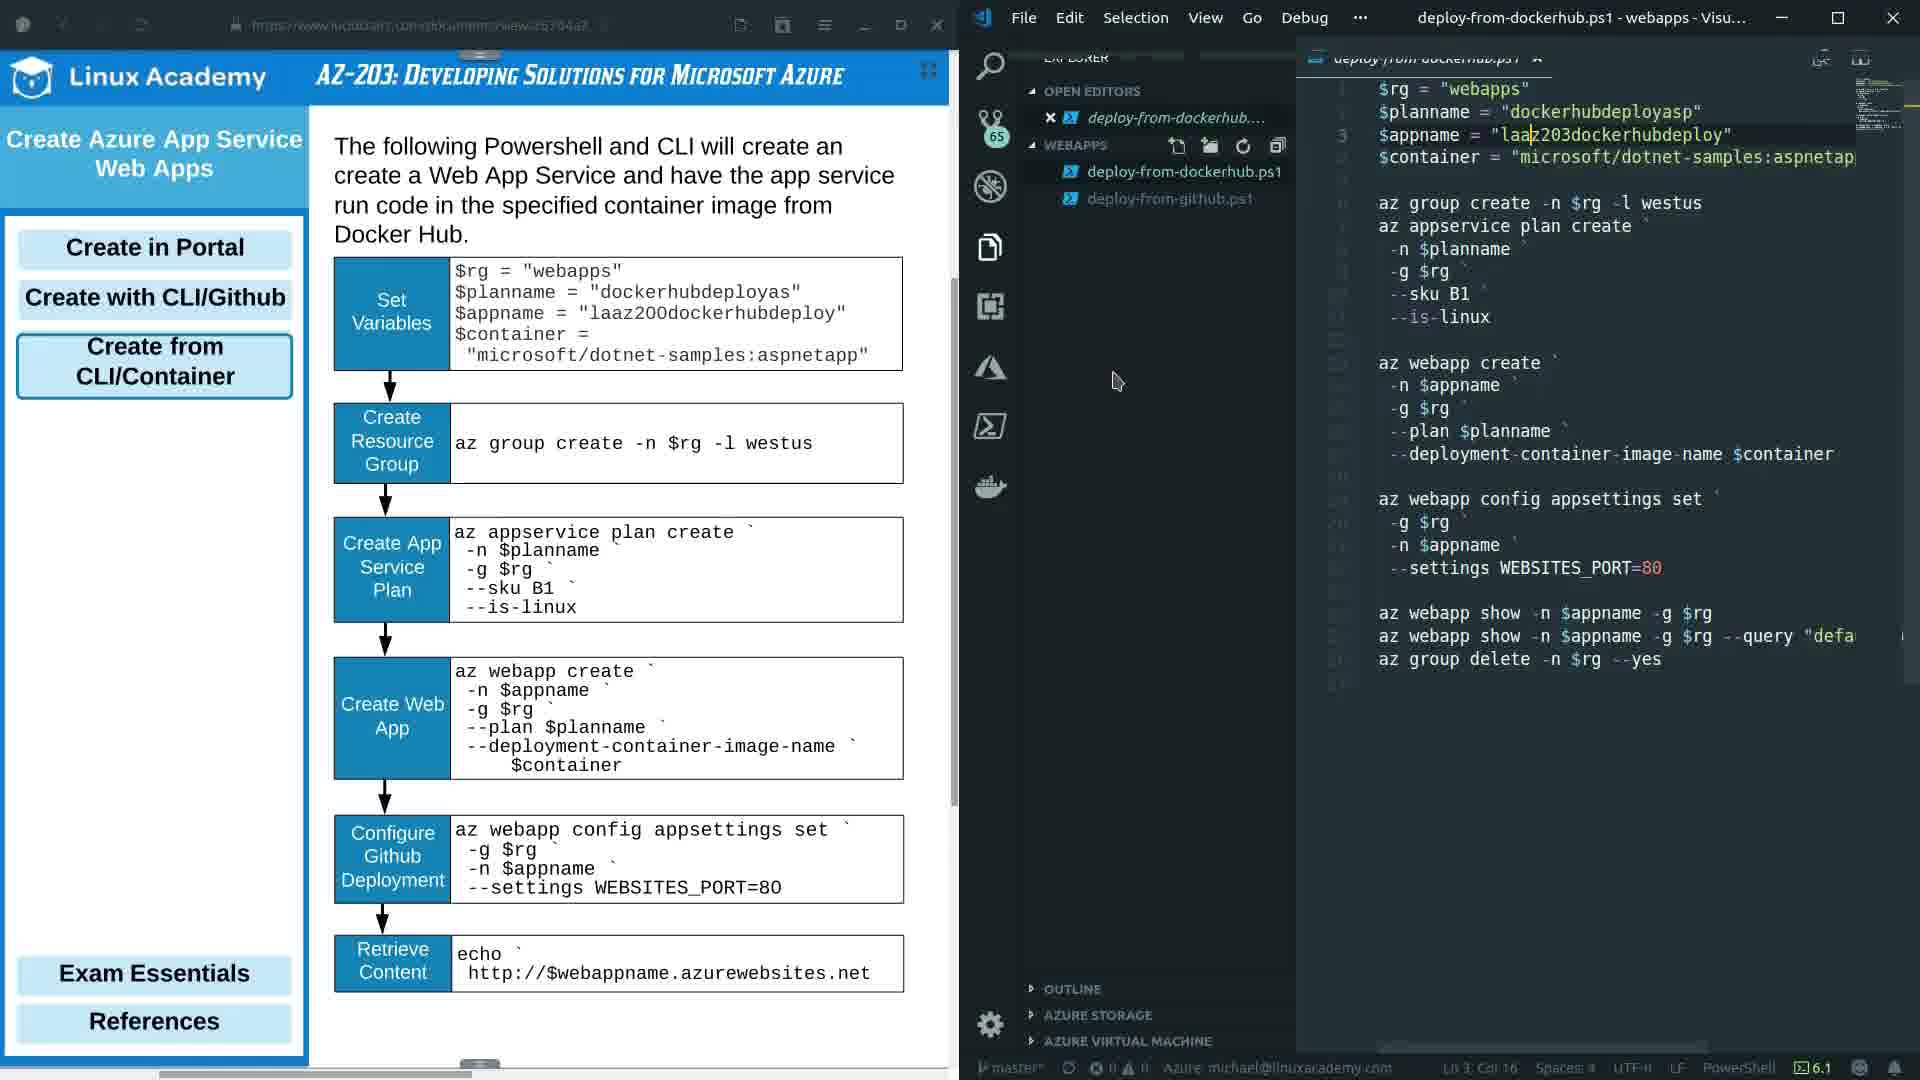 Linux Academy
AZ-203: Developing Solutions for Microsoft Azure
Create Azure App Service
Web Apps
Create in Portal
Create with CLI/Github
Create from
CLI/Container
Exam Essentials
References
The following Powershell and CLI will create an
create a Web App Service and have the app service
run code in the specified container image from
Docker Hub.
Set
Variables
$rg = "webapps"
$planname = "dockerhubdeployas"
$appname = "laaz2OOdockerhubdeploy"
$container =
"microsoft/dotnet-samples:aspnetapp"
Create
Resource
Group
az group create -n $rg -l westus
Create App
Service
Plan
az appservice plan create `
-n $planname `
-g $rg `
--sku B1 `
--is-linux
Create Web
App
az webapp create `
-n $appname `
-g $rg `
--plan $planname `
--deployment-container-image-name `
$container
Configure
Github
Deployment
az webapp config appsettings set `
-g $rg `
-n $appname `
--settings WEBSITES_PORT=8O
Retrieve
Content
echo `
http://$webappname.azurewebsites.net
File Edit Selection View Go Debug ··· deploy-from-dockerhub.ps1 - webapps - Visu...
EXPLORER
OPEN EDITORS
deploy-from-dockerhub....
WEBAPPS
deploy-from-dockerhub.ps1
deploy-from-github.ps1
65
OUTLINE
AZURE STORAGE
AZURE VIRTUAL MACHINE
deploy-from-dockerhub.ps1
$rg = "webapps"
$planname = "dockerhubdeployasp"
3 $appname = "laaz203dockerhubdeploy"
$container = "microsoft/dotnet-samples:aspnetap
az group create -n $rg -l westus
az appservice plan create `
-n $planname `
-g $rg `
--sku B1 `
--is-linux
az webapp create `
-n $appname `
-g $rg `
--plan $planname `
--deployment-container-image-name $container
az webapp config appsettings set `
-g $rg `
-n $appname `
--settings WEBSITES_PORT=80
az webapp show -n $appname -g $rg
az webapp show -n $appname -g $rg --query "defa
az group delete -n $rg --yes
master* 0 0 Azure: michael@linuxacademy.com Ln 3, Col 16 Spaces: 4 UTF-8 LF PowerShell 6.1